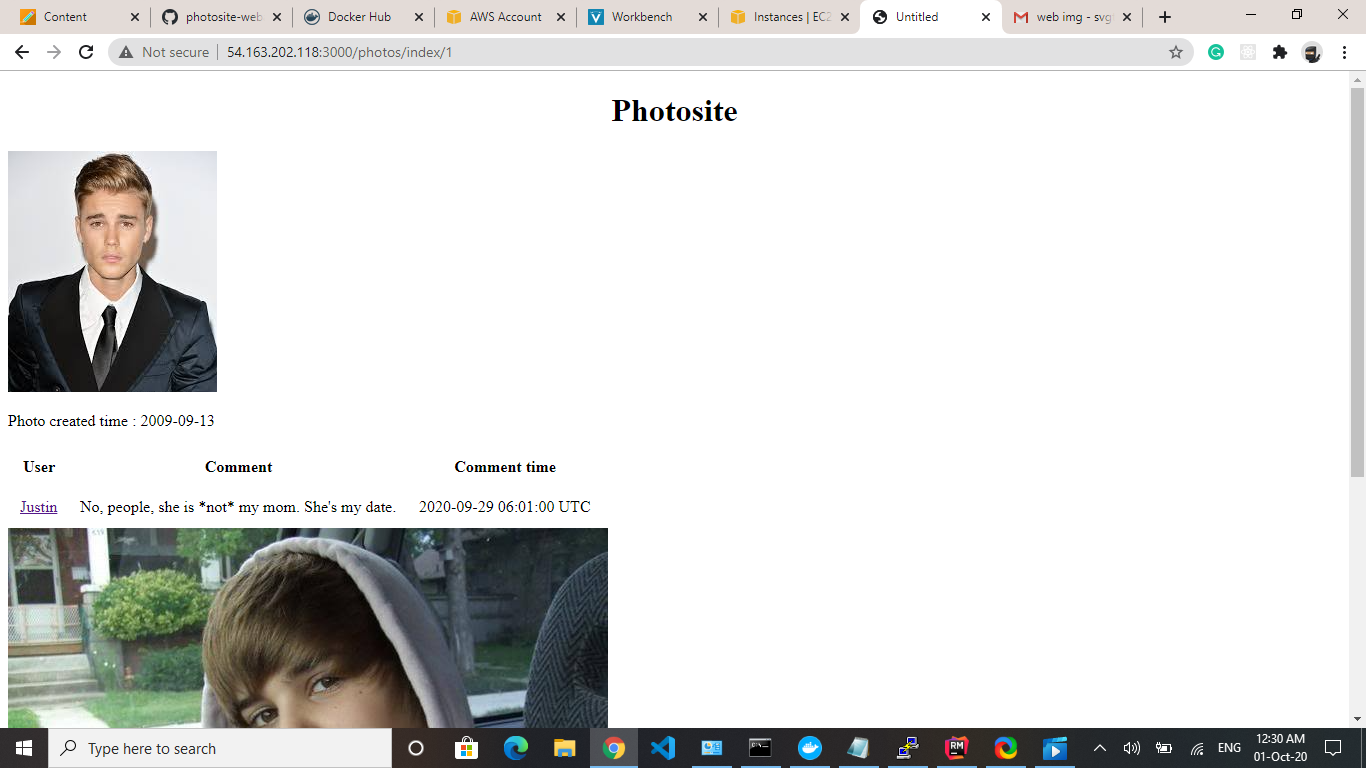 Content
photosite-web
Docker Hub
AWS Account
Workbench
Instances | EC2
Untitled
web img - svg
Not secure
54.163.202.118:3000/photos/index/1
Photosite
Photo created time : 2009-09-13
User Comment Comment time
Justin No, people, she is *not* my mom. She's my date. 2020-09-29 06:01:00 UTC
Type here to search
ENG
12:30 AM
01-Oct-20